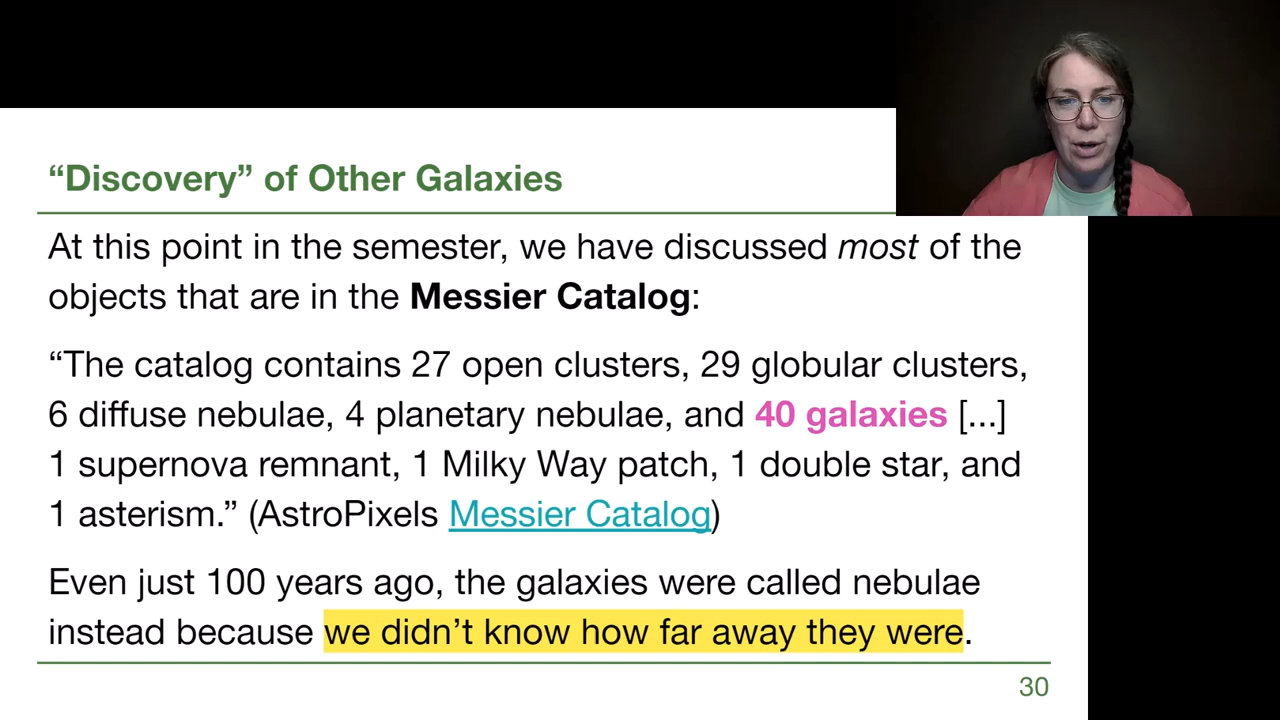 “Discovery” of Other Galaxies
At this point in the semester, we have discussed most of the
objects that are in the Messier Catalog:
“The catalog contains 27 open clusters, 29 globular clusters,
6 diffuse nebulae, 4 planetary nebulae, and 40 galaxies [...]
1 supernova remnant, 1 Milky Way patch, 1 double star, and
1 asterism.” (AstroPixels Messier Catalog)
Even just 100 years ago, the galaxies were called nebulae
instead because we didn’t know how far away they were.
30